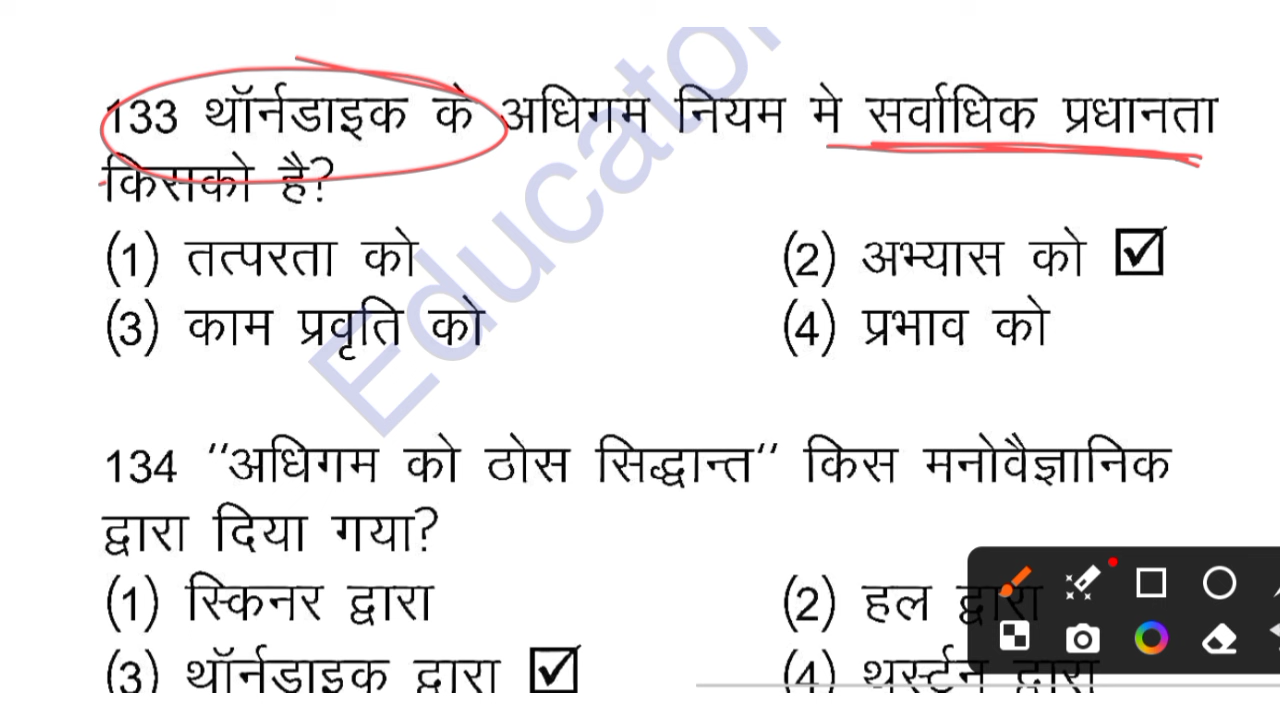 133 थॉर्नडाइक के अधिगम नियम मे सर्वाधिक प्रधानता
किसको है?
(1) तत्परता को (2) अभ्यास को ☑
(3) काम प्रवृति को (4) प्रभाव को
Educator
134 "अधिगम को ठोस सिद्धान्त" किस मनोवैज्ञानिक
द्वारा दिया गया?
(1) स्किनर द्वारा (2) हल द्वारा
(3) थॉर्नडाइक द्वारा ☑ (4) थर्स्टन द्वारा